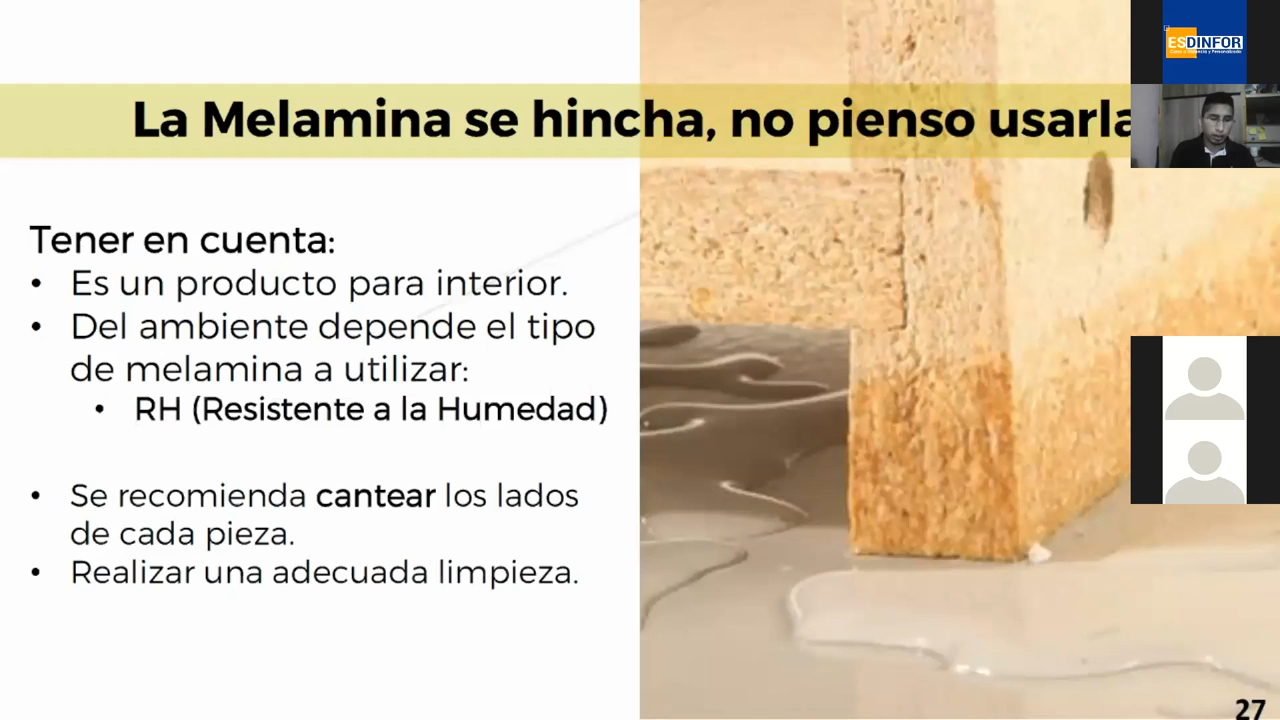 La Melamina se hincha, no pienso usarla
Tener en cuenta:
• Es un producto para interior.
• Del ambiente depende el tipo
de melamina a utilizar:
• RH (Resistente a la Humedad)
• Se recomienda cantear los lados
de cada pieza.
• Realizar una adecuada limpieza.
ESDINFOR
27